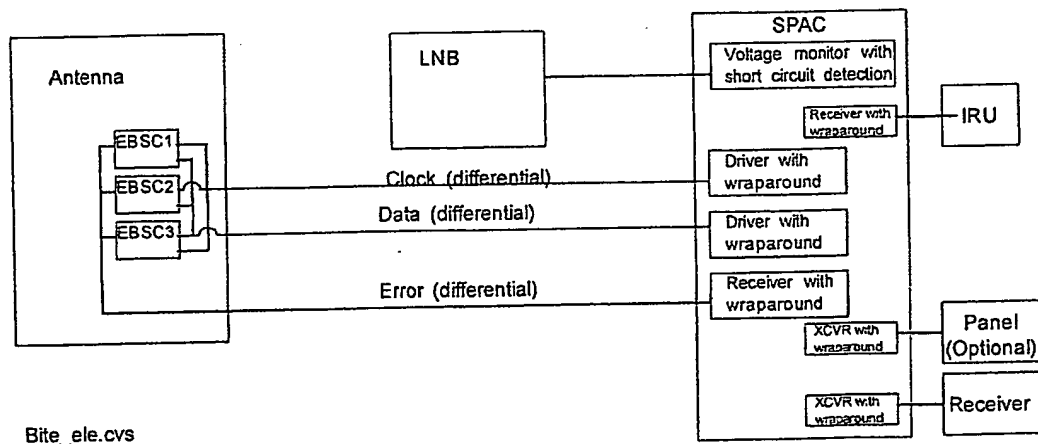 SPAC
Antenna
LNB
Voltage monitor with
short circuit detection
Receiver with
wraparound
IRU
EBSC1
EBSC2
EBSC3
Clock (differential)
Driver with
wraparound
Data (differential)
Driver with
wraparound
Error (differential)
Receiver with
wraparound
XCVR with
wraparound
Panel
(Optional)
XCVR with
wraparound
Receiver
Bite_ele.cvs